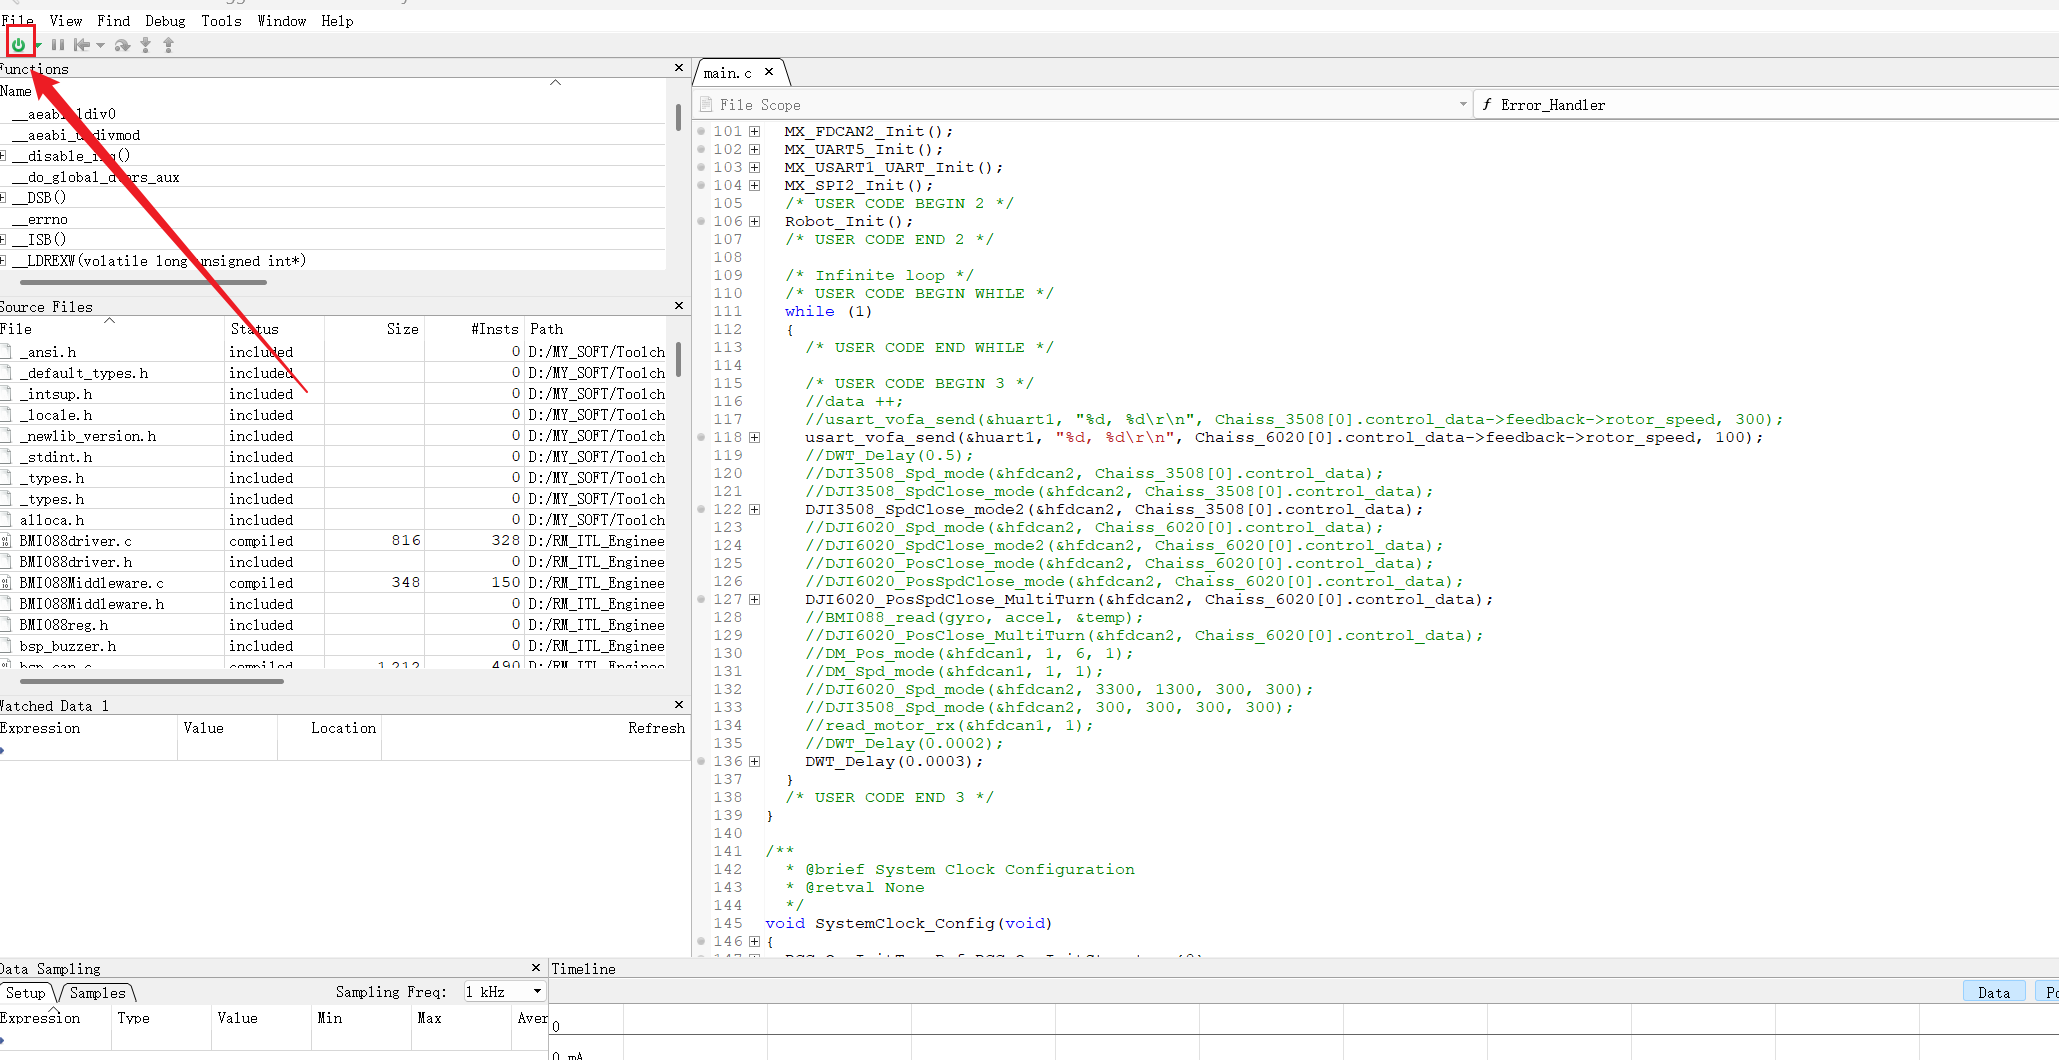 File View Find Debug Tools Window Help
Functions
Name
__disable_irq()
__do_global_dtors_aux
__DSB()
__errno
__ISB()
__LDREXW(volatile long unsigned int*)
Source Files
File Status Size #Insts Path
_ansi.h included 0 D:/MY_SOFT/Toolch
_default_types.h included 0 D:/MY_SOFT/Toolch
_intsup.h included 0 D:/MY_SOFT/Toolch
_locale.h included 0 D:/MY_SOFT/Toolch
_newlib_version.h included 0 D:/MY_SOFT/Toolch
_stdint.h included 0 D:/MY_SOFT/Toolch
_types.h included 0 D:/MY_SOFT/Toolch
_types.h included 0 D:/MY_SOFT/Toolch
alloca.h included 0 D:/MY_SOFT/Toolch
BMI088driver.c compiled 816 328 D:/RM_ITL_Enginee
BMI088driver.h included 0 D:/RM_ITL_Enginee
BMI088Middleware.c compiled 348 150 D:/RM_ITL_Enginee
BMI088Middleware.h included 0 D:/RM_ITL_Enginee
BMI088reg.h included 0 D:/RM_ITL_Enginee
bsp_buzzer.h included 0 D:/RM_ITL_Enginee
bsp_can.c compiled 1 212 490 D:/RM_ITL_Enginee
Watched Data 1
Expression Value Location Refresh
main.c
File Scope f Error_Handler
101 MX_FDCAN2_Init();
102 MX_UART5_Init();
103 MX_USART1_UART_Init();
104 MX_SPI2_Init();
105 /* USER CODE BEGIN 2 */
106 Robot_Init();
107 /* USER CODE END 2 */
108
109 /* Infinite loop */
110 /* USER CODE BEGIN WHILE */
111 while (1)
112 {
113 /* USER CODE END WHILE */
114
115 /* USER CODE BEGIN 3 */
116 //data ++;
117 //usart_vofa_send(&huart1, "%d, %d\r\n", Chaiss_3508[0].control_data->feedback->rotor_speed, 300);
118 usart_vofa_send(&huart1, "%d, %d\r\n", Chaiss_6020[0].control_data->feedback->rotor_speed, 100);
119 //DWT_Delay(0.5);
120 //DJI3508_Spd_mode(&hfdcan2, Chaiss_3508[0].control_data);
121 //DJI3508_SpdClose_mode(&hfdcan2, Chaiss_3508[0].control_data);
122 DJI3508_SpdClose_mode2(&hfdcan2, Chaiss_3508[0].control_data);
123 //DJI6020_Spd_mode(&hfdcan2, Chaiss_6020[0].control_data);
124 //DJI6020_SpdClose_mode2(&hfdcan2, Chaiss_6020[0].control_data);
125 //DJI6020_PosClose_mode(&hfdcan2, Chaiss_6020[0].control_data);
126 //DJI6020_PosSpdClose_mode(&hfdcan2, Chaiss_6020[0].control_data);
127 DJI6020_PosSpdClose_MultiTurn(&hfdcan2, Chaiss_6020[0].control_data);
128 //BMI088_read(gyro, accel, &temp);
129 //DJI6020_PosClose_MultiTurn(&hfdcan2, Chaiss_6020[0].control_data);
130 //DM_Pos_mode(&hfdcan1, 1, 6, 1);
131 //DM_Spd_mode(&hfdcan1, 1, 1);
132 //DJI6020_Spd_mode(&hfdcan2, 3300, 1300, 300, 300);
133 //DJI3508_Spd_mode(&hfdcan2, 300, 300, 300, 300);
134 //read_motor_rx(&hfdcan1, 1);
135 //DWT_Delay(0.0002);
136 DWT_Delay(0.0003);
137 }
138 /* USER CODE END 3 */
139 }
140
141 /**
142 * @brief System Clock Configuration
143 * @retval None
144 */
145 void SystemClock_Config(void)
146 {
Data Sampling
Setup Samples Sampling Freq: 1 kHz
Expression Type Value Min Max Aver
Timeline
Data Po
0
0 mA